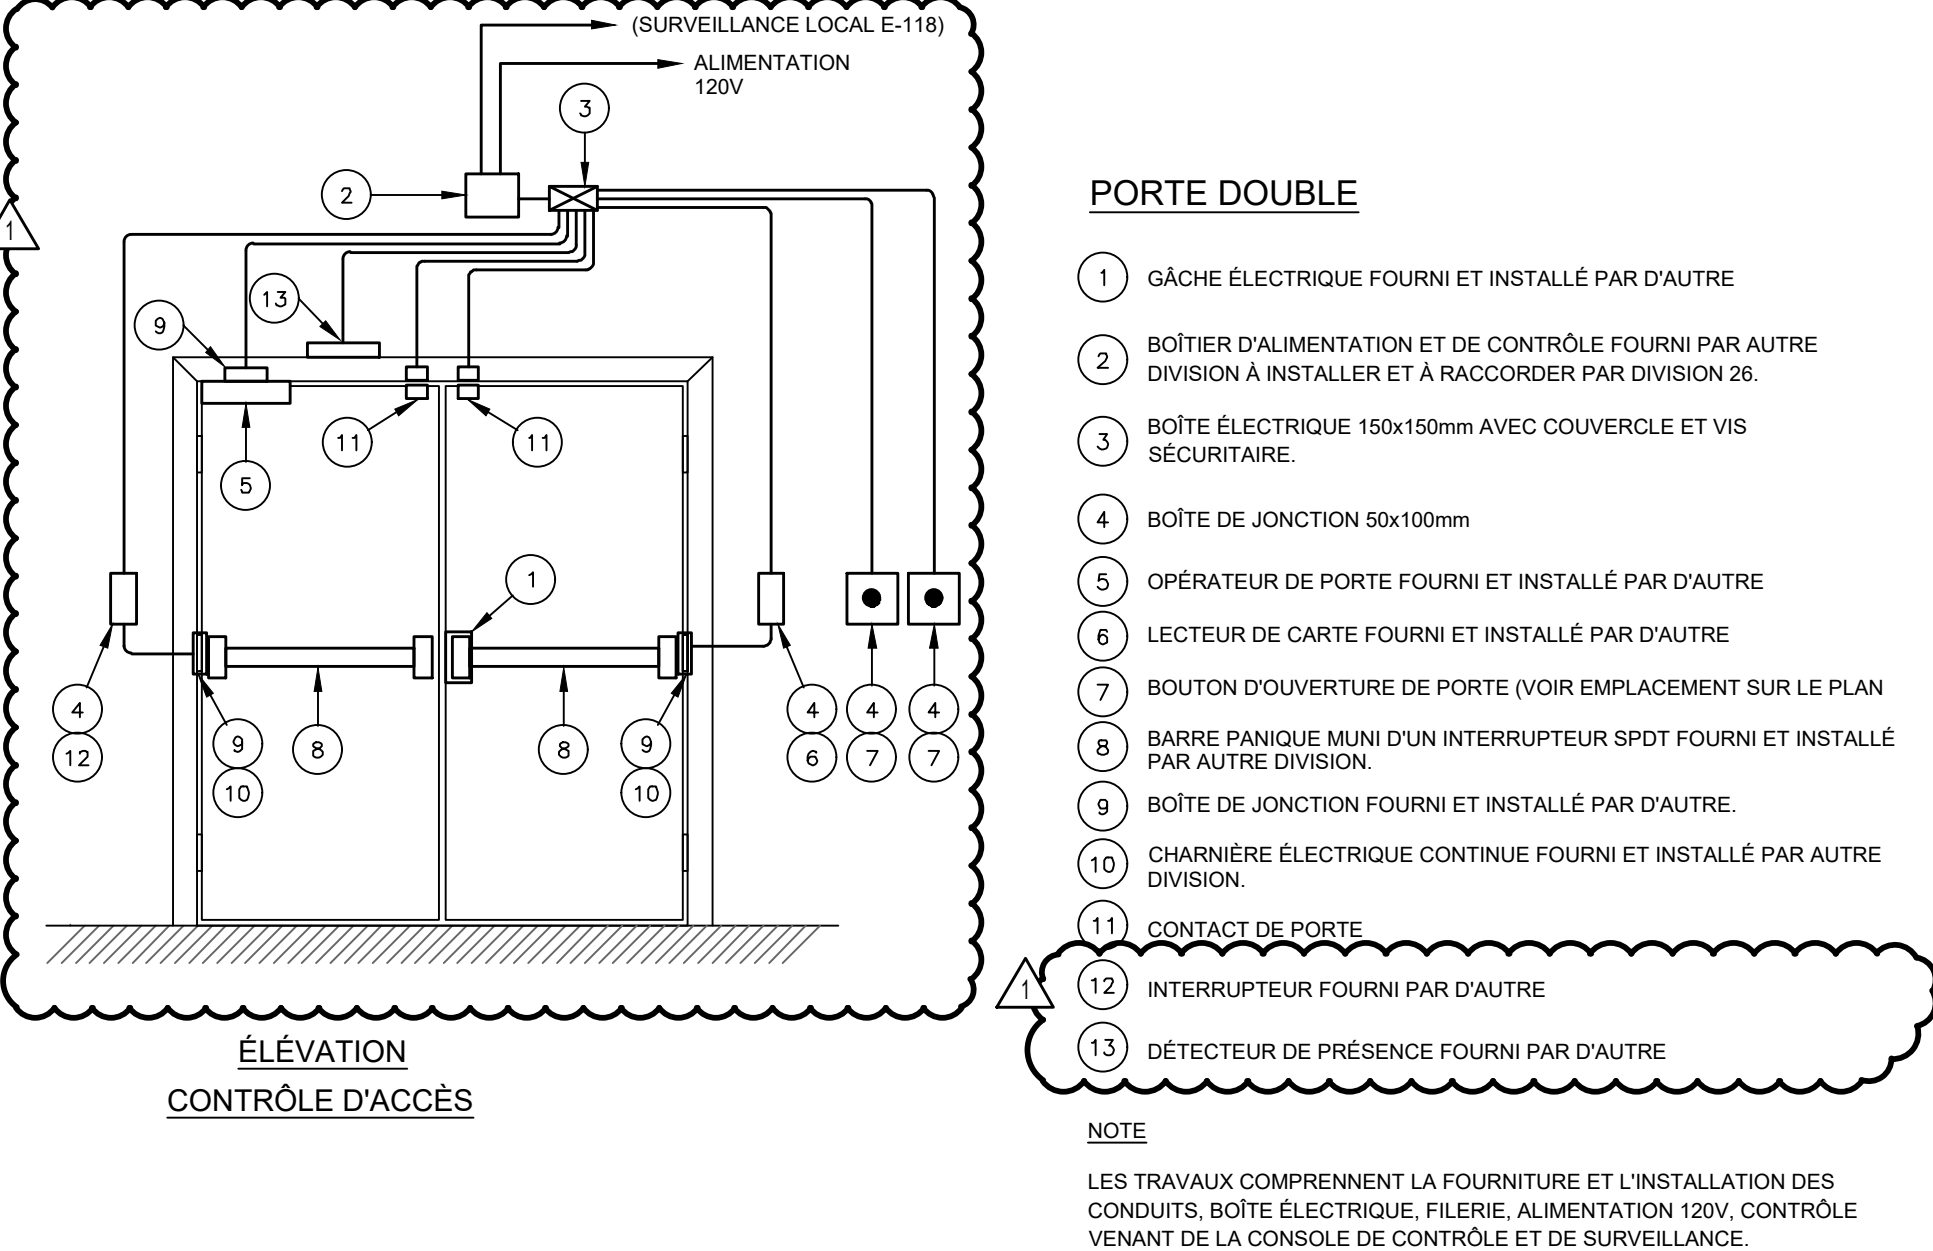 (SURVEILLANCE LOCAL E-118)
ALIMENTATION
120V
3
2
1
13
9
11
11
5
1
4
12
9
10
8
8
9
10
4
6
4
7
4
7
ÉLÉVATION
CONTRÔLE D'ACCÈS
PORTE DOUBLE
1 GÂCHE ÉLECTRIQUE FOURNI ET INSTALLÉ PAR D'AUTRE
2 BOÎTIER D'ALIMENTATION ET DE CONTRÔLE FOURNI PAR AUTRE
DIVISION À INSTALLER ET À RACCORDER PAR DIVISION 26.
3 BOÎTE ÉLECTRIQUE 150x150mm AVEC COUVERCLE ET VIS
SÉCURITAIRE.
4 BOÎTE DE JONCTION 50x100mm
5 OPÉRATEUR DE PORTE FOURNI ET INSTALLÉ PAR D'AUTRE
6 LECTEUR DE CARTE FOURNI ET INSTALLÉ PAR D'AUTRE
7 BOUTON D'OUVERTURE DE PORTE (VOIR EMPLACEMENT SUR LE PLAN
8 BARRE PANIQUE MUNI D'UN INTERRUPTEUR SPDT FOURNI ET INSTALLÉ
PAR AUTRE DIVISION.
9 BOÎTE DE JONCTION FOURNI ET INSTALLÉ PAR D'AUTRE.
10 CHARNIÈRE ÉLECTRIQUE CONTINUE FOURNI ET INSTALLÉ PAR AUTRE
DIVISION.
11 CONTACT DE PORTE
1
12 INTERRUPTEUR FOURNI PAR D'AUTRE
13 DÉTECTEUR DE PRÉSENCE FOURNI PAR D'AUTRE
NOTE
LES TRAVAUX COMPRENNENT LA FOURNITURE ET L'INSTALLATION DES
CONDUITS, BOÎTE ÉLECTRIQUE, FILERIE, ALIMENTATION 120V, CONTRÔLE
VENANT DE LA CONSOLE DE CONTRÔLE ET DE SURVEILLANCE.